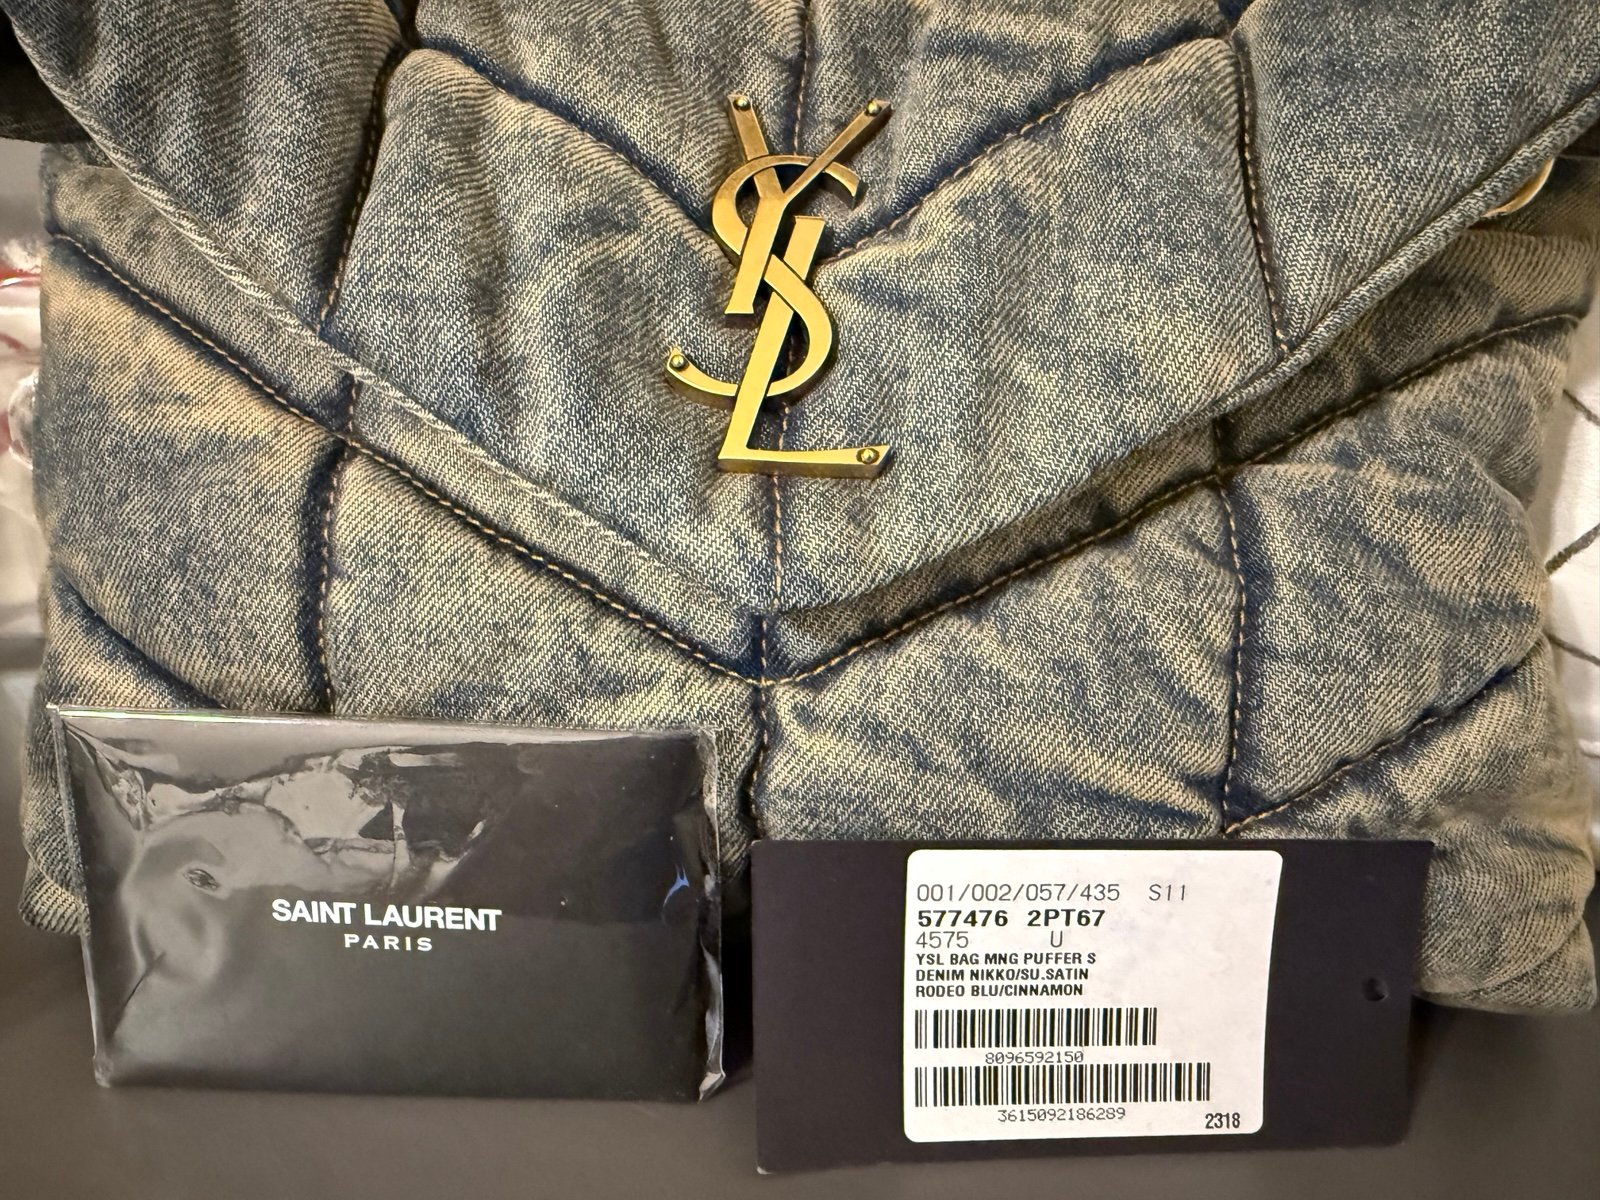 YSL
SAINT LAURENT
PARIS
001/002/057/435 S11
577476 2PT67
4575 U
YSL BAG MNG PUFFER S
DENIM NIKKO/SU.SATIN
RODEO BLU/CINNAMON
8096592150
3615092186289
2318